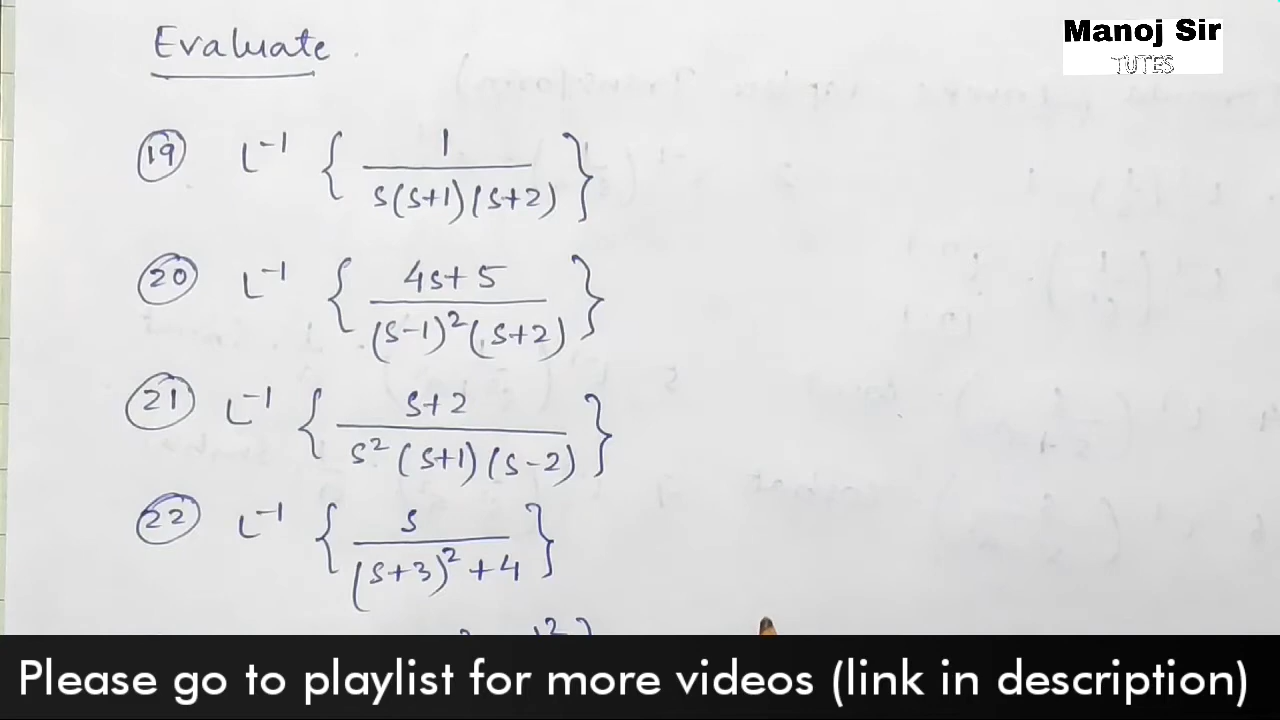 Manoj Sir
TUTES
Evaluate
(19) L⁻¹ { 1 / s(s+1)(s+2) }
(20) L⁻¹ { 4s+5 / (s-1)²(s+2) }
(21) L⁻¹ { s+2 / s²(s+1)(s-2) }
(22) L⁻¹ { s / (s+3)²+4 }
Please go to playlist for more videos (link in description)